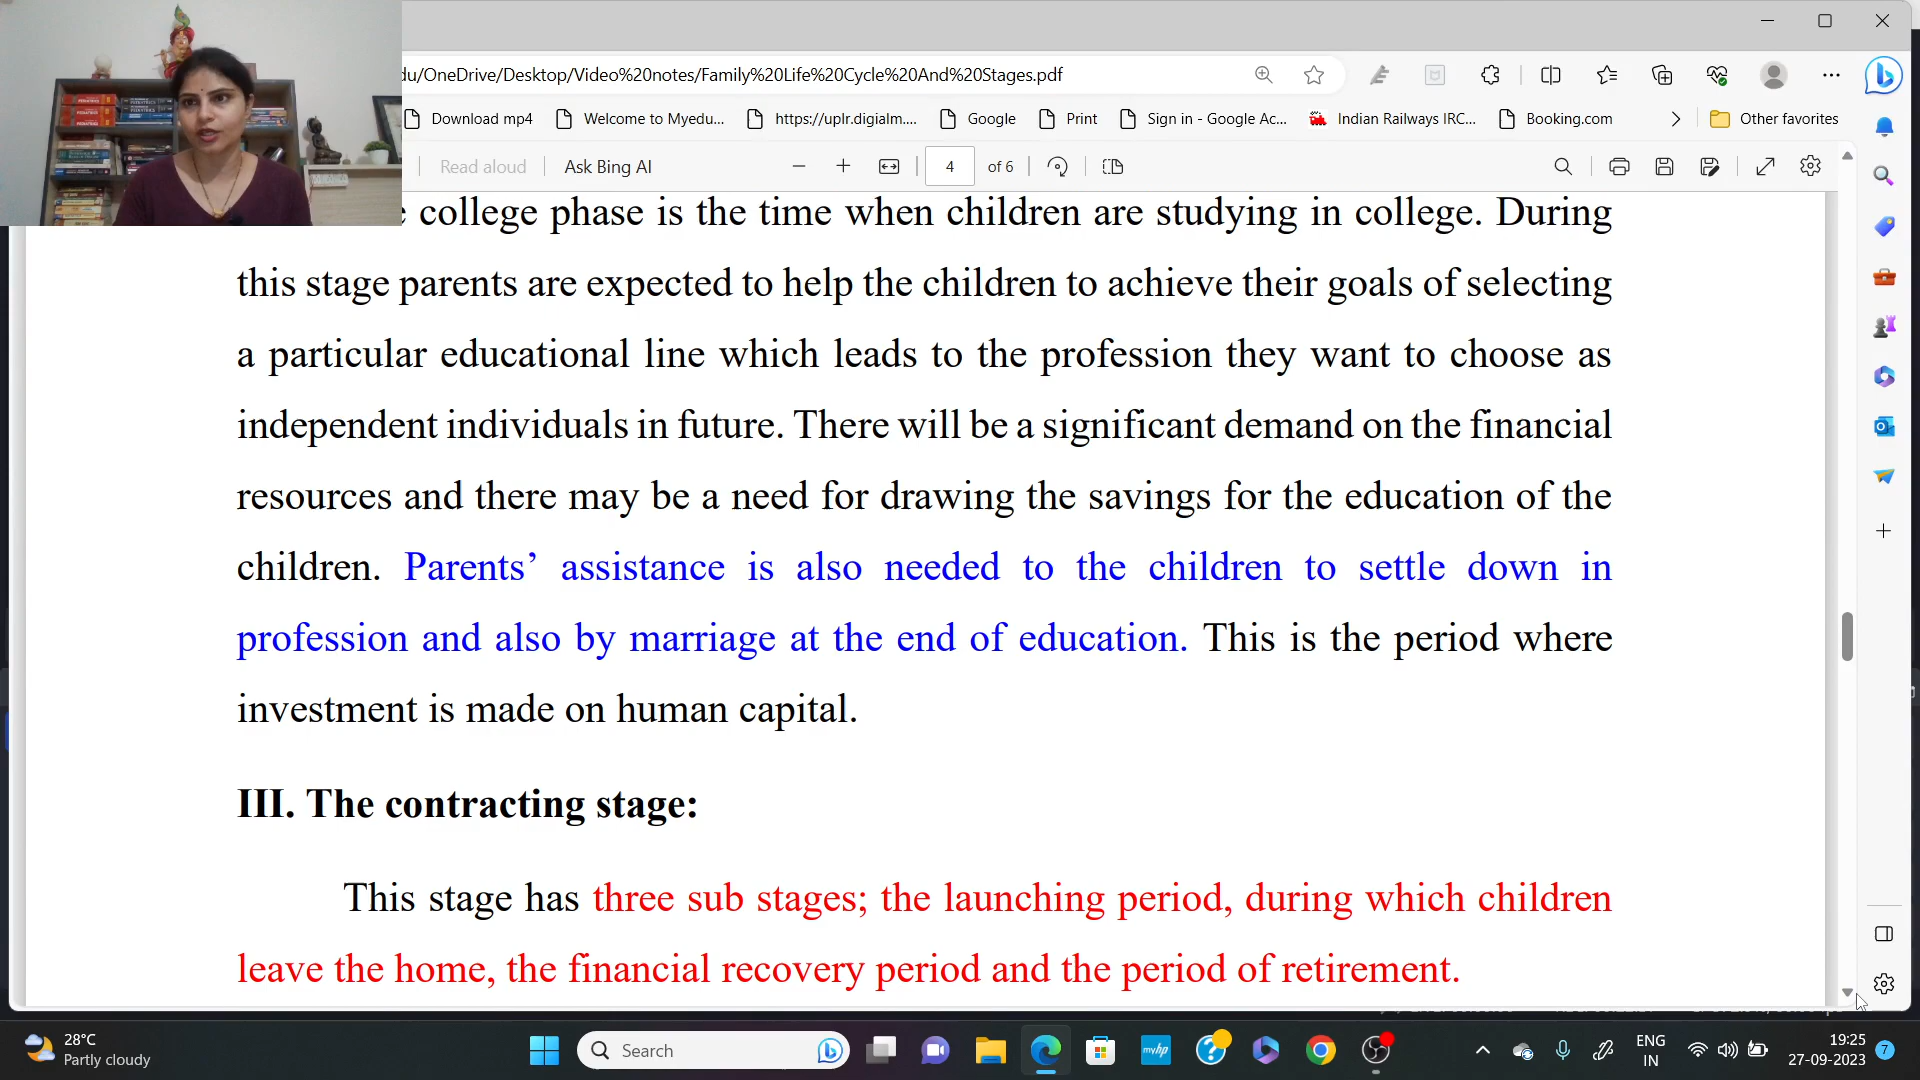 du/OneDrive/Desktop/Video%20notes/Family%20Life%20Cycle%20And%20Stages.pdf
Download mp4
Welcome to Myedu...
https://uplr.digialm....
Google
Print
Sign in - Google Ac...
Indian Railways IRC...
Booking.com
Other favorites
Read aloud
Ask Bing AI
4 of 6
college phase is the time when children are studying in college. During
this stage parents are expected to help the children to achieve their goals of selecting
a particular educational line which leads to the profession they want to choose as
independent individuals in future. There will be a significant demand on the financial
resources and there may be a need for drawing the savings for the education of the
children. Parents’ assistance is also needed to the children to settle down in
profession and also by marriage at the end of education. This is the period where
investment is made on human capital.
III. The contracting stage:
This stage has three sub stages; the launching period, during which children
leave the home, the financial recovery period and the period of retirement.
28°C
Partly cloudy
Search
myhp
ENG
IN
19:25
27-09-2023
7